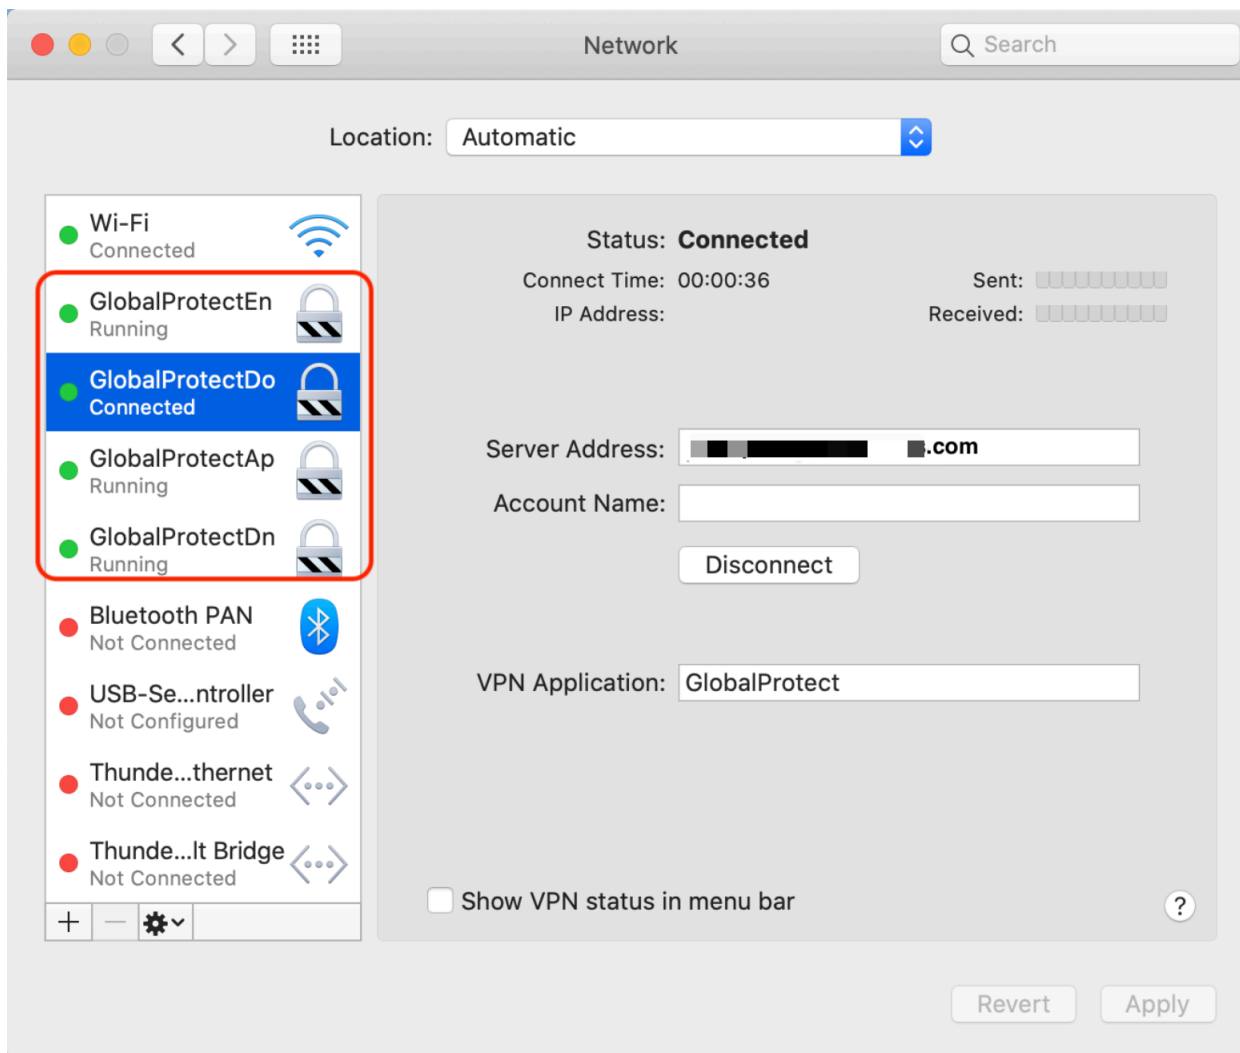 Network
Search
Location: Automatic
Wi-Fi
Connected
GlobalProtectEn
Running
GlobalProtectDo
Connected
GlobalProtectAp
Running
GlobalProtectDn
Running
Bluetooth PAN
Not Connected
USB-Se...ntroller
Not Configured
Thunde...thernet
Not Connected
Thunde...lt Bridge
Not Connected
Status: Connected
Connect Time: 00:00:36
Sent:
IP Address:
Received:
Server Address: .com
Account Name:
Disconnect
VPN Application: GlobalProtect
Show VPN status in menu bar
?
Revert
Apply